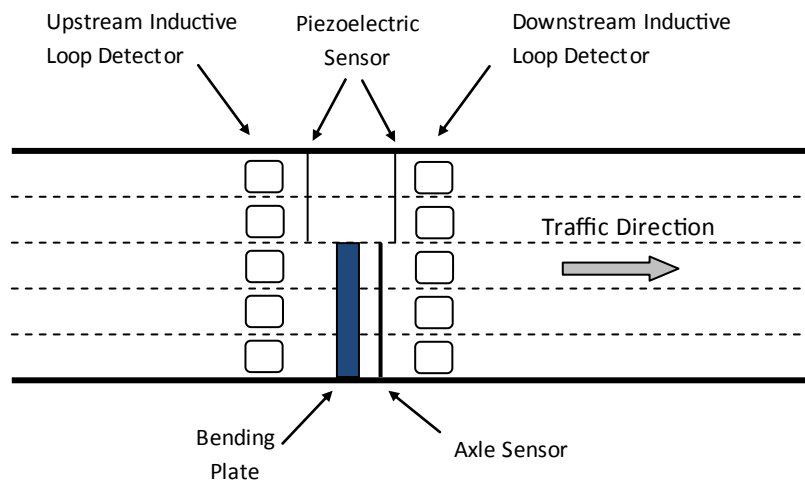 Upstream Inductive
Loop Detector
Piezoelectric
Sensor
Downstream Inductive
Loop Detector
Traffic Direction
Bending
Plate
Axle Sensor